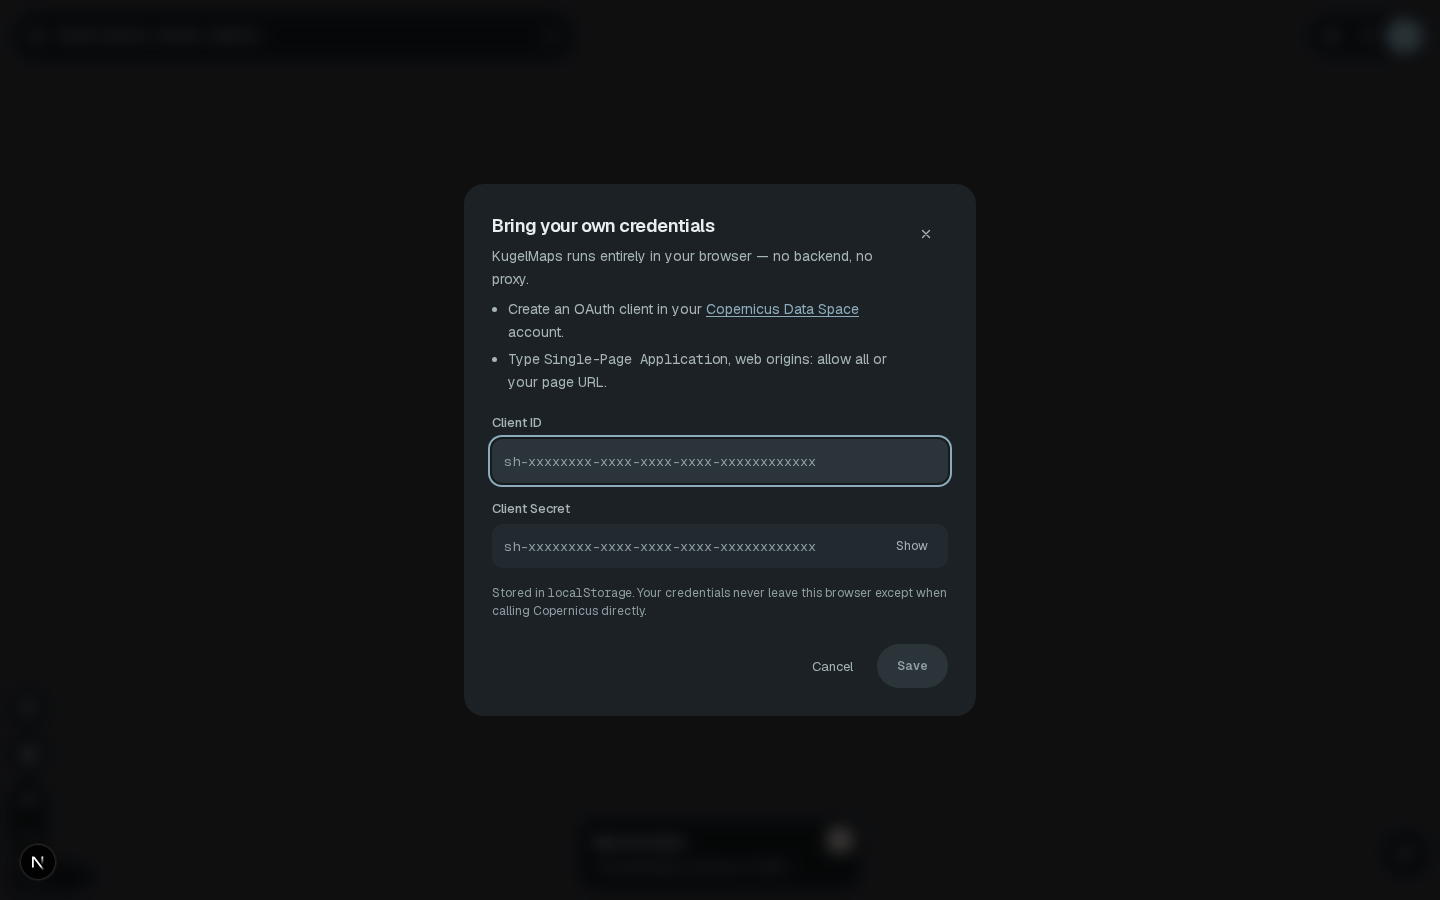 Bring your own credentials
×
KugelMaps runs entirely in your browser — no backend, no
proxy.
• Create an OAuth client in your Copernicus Data Space
account.
• Type Single-Page Application, web origins: allow all or
your page URL.
Client ID
sh-xxxxxxxx-xxxx-xxxx-xxxx-xxxxxxxxxxxx
Client Secret
sh-xxxxxxxx-xxxx-xxxx-xxxx-xxxxxxxxxxxx
Show
Stored in localStorage. Your credentials never leave this browser except when
calling Copernicus directly.
Cancel
Save
N